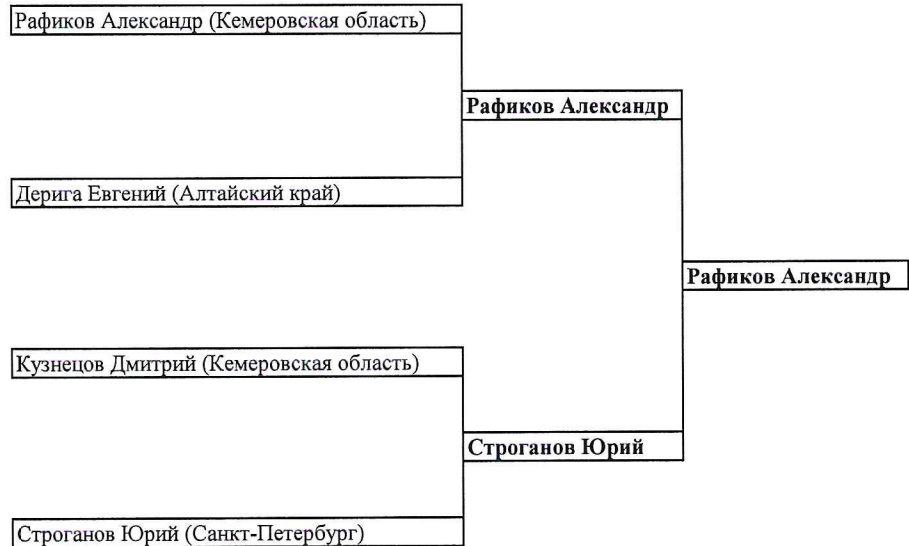 Рафиков Александр (Кемеровская область)
Рафиков Александр
Дерига Евгений (Алтайский край)
Рафиков Александр
Кузнецов Дмитрий (Кемеровская область)
Строганов Юрий
Строганов Юрий (Санкт-Петербург)